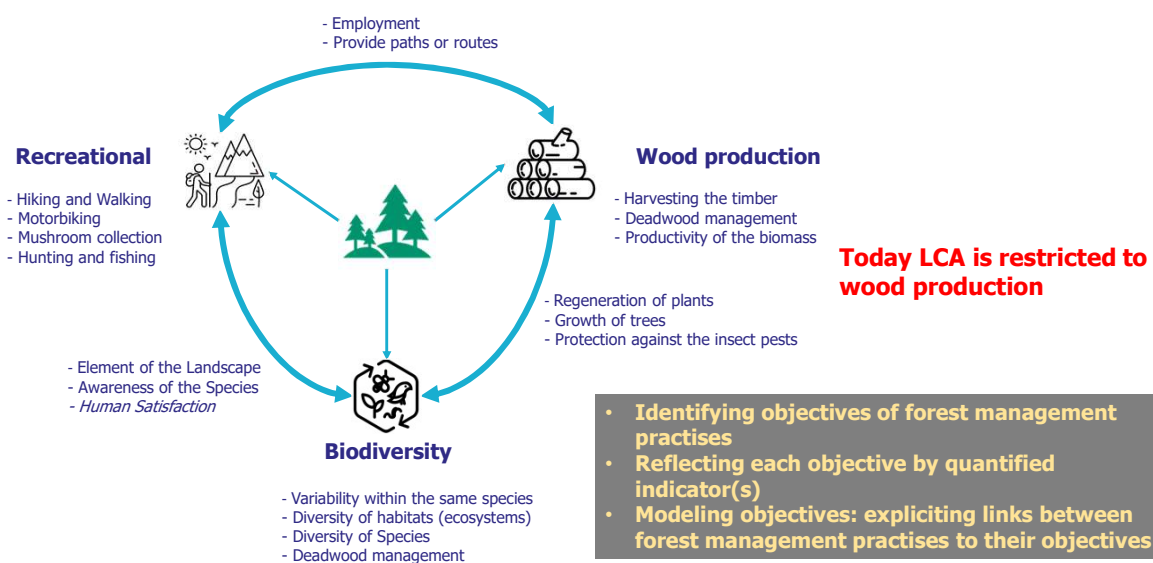 - Employment
- Provide paths or routes
Recreational
- Hiking and Walking
- Motorbiking
- Mushroom collection
- Hunting and fishing
Wood production
- Harvesting the timber
- Deadwood management
- Productivity of the biomass
Today LCA is restricted to
wood production
- Regeneration of plants
- Growth of trees
- Protection against the insect pests
- Element of the Landscape
- Awareness of the Species
- Human Satisfaction
Biodiversity
- Variability within the same species
- Diversity of habitats (ecosystems)
- Diversity of Species
- Deadwood management
• Identifying objectives of forest management
practises
• Reflecting each objective by quantified
indicator(s)
• Modeling objectives: expliciting links between
forest management practises to their objectives